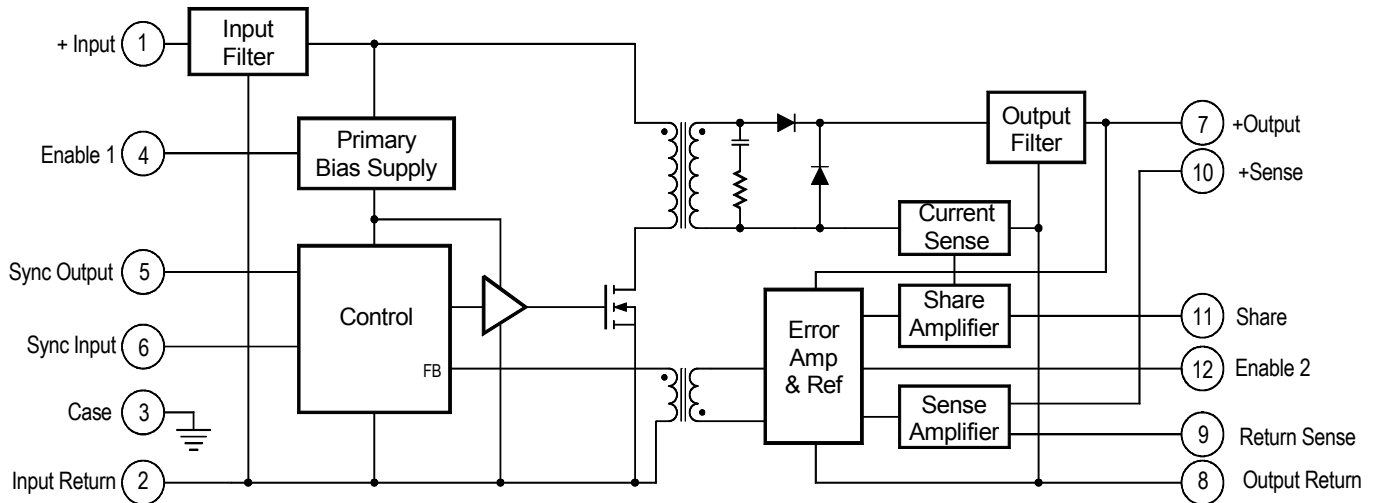 + Input 1
Input
Filter
Enable 1 4
Primary
Bias Supply
Sync Output 5
Sync Input 6
Control
FB
Case 3
Input Return 2
Output
Filter
7 +Output
10 +Sense
Current
Sense
Share
Amplifier
11 Share
Error
Amp
& Ref
12 Enable 2
Sense
Amplifier
9 Return Sense
8 Output Return